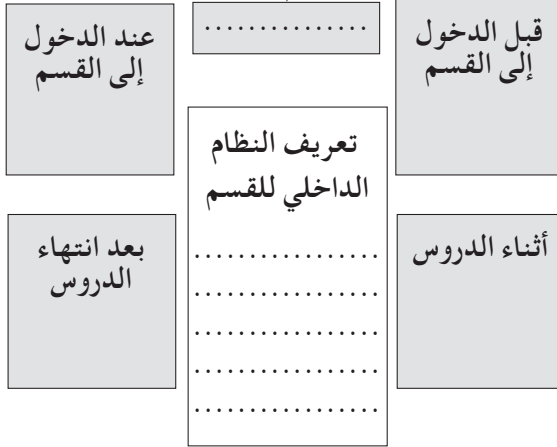 قبل الدخول
إلى القسم
...............
عند الدخول
إلى القسم
تعريف النظام
الداخلي للقسم
.................
.................
.................
.................
.................
أثناء الدروس
بعد انتهاء
الدروس